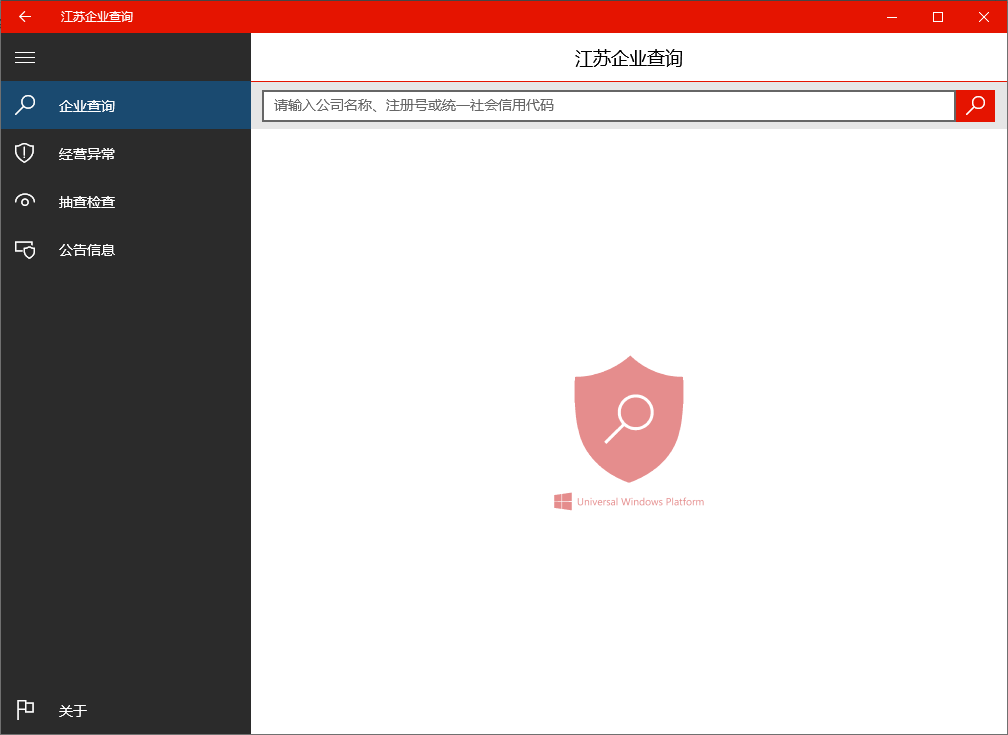 江苏企业查询
江苏企业查询
企业查询
请输入公司名称、注册号或统一社会信用代码
经营异常
抽查检查
公告信息
Universal Windows Platform
关于